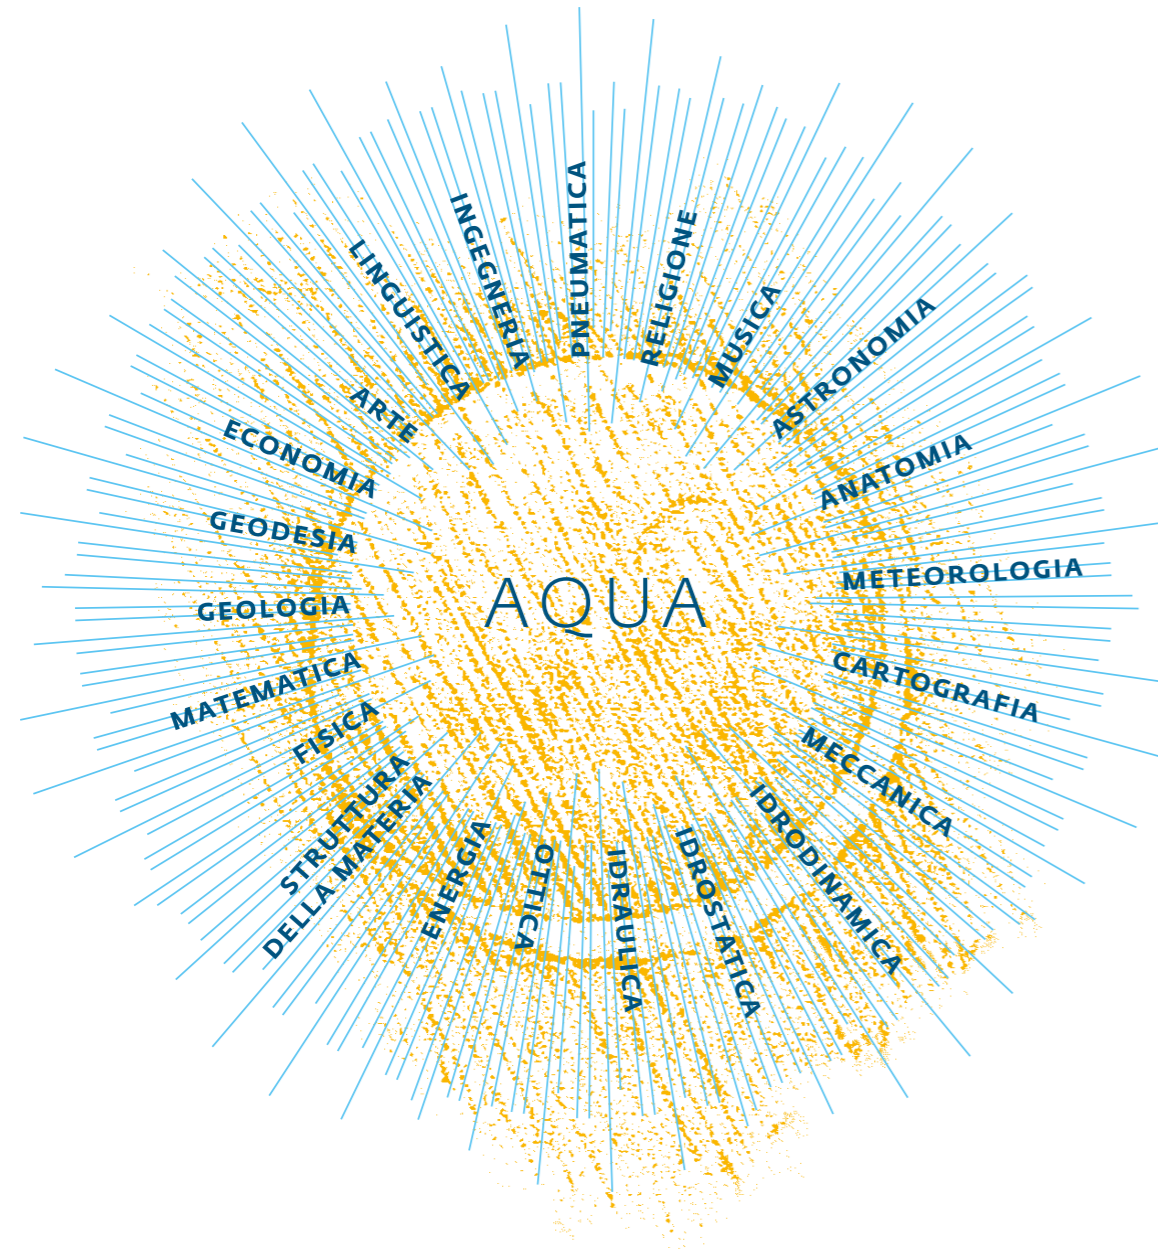 PNEUMATICA
RELIGIONE
MUSICA
ASTRONOMIA
ANATOMIA
METEOROLOGIA
CARTOGRAFIA
MECCANICA
IDRODINAMICA
IDROSTATICA
IDRAULICA
OTTICA
ENERGIA
STRUTTURA
DELLA MATERIA
FISICA
MATEMATICA
GEOLOGIA
GEODESIA
ECONOMIA
ARTE
LINGUISTICA
INGEGNERIA
AQUA